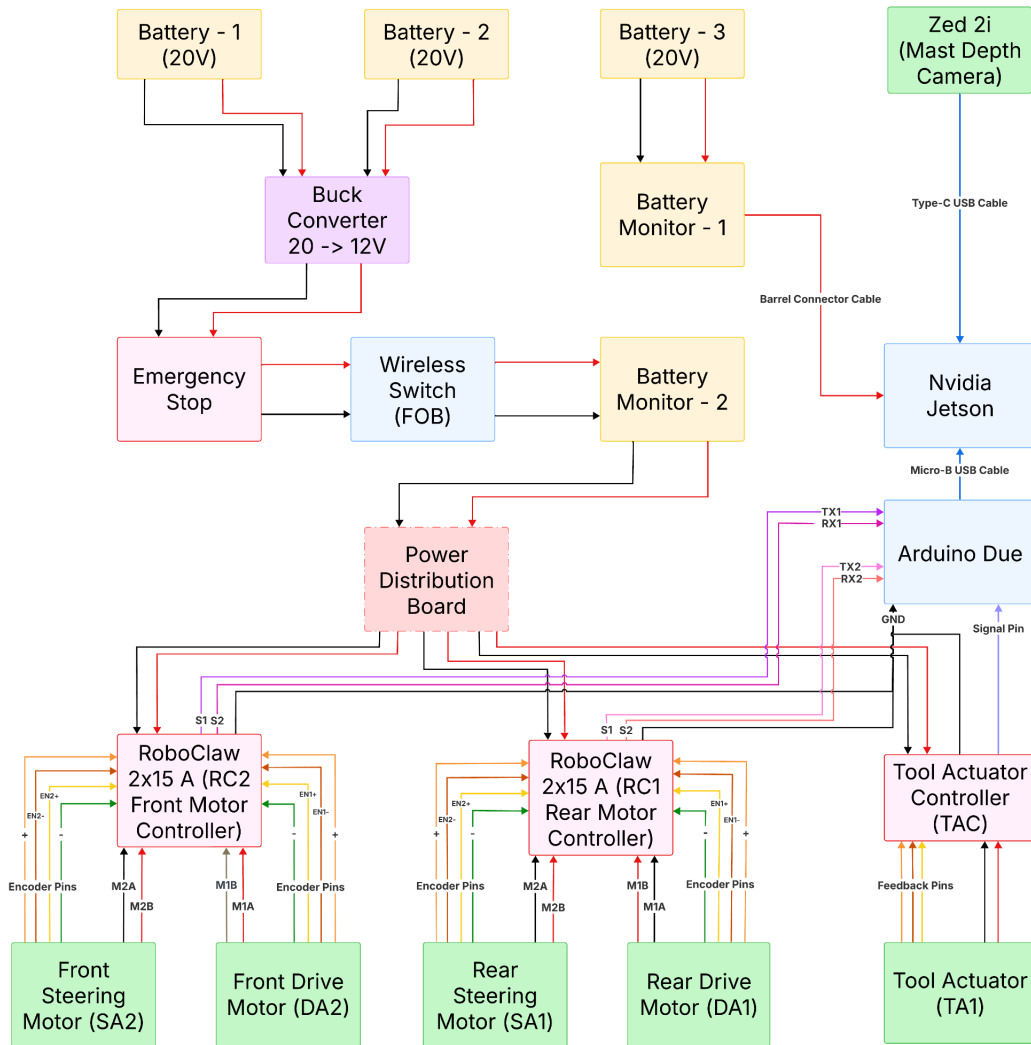 Battery - 1
(20V)
Battery - 2
(20V)
Battery - 3
(20V)
Zed 2i
(Mast Depth
Camera)
Buck
Converter
20 -> 12V
Battery
Monitor - 1
Type-C USB Cable
Barrel Connector Cable
Emergency
Stop
Wireless
Switch
(FOB)
Battery
Monitor - 2
Nvidia
Jetson
Micro-B USB Cable
Power
Distribution
Board
TX1
RX1
TX2
RX2
Arduino Due
GND
Signal Pin
S1
S2
S1
S2
RoboClaw
2x15 A (RC2
Front Motor
Controller)
RoboClaw
2x15 A (RC1
Rear Motor
Controller)
Tool Actuator
Controller
(TAC)
+
EN2-
EN2+
-
-
EN1+
EN1-
+
+
EN2-
EN2+
-
-
EN1+
EN1-
+
Encoder Pins
M2A
M2B
M1B
M1A
Encoder Pins
Encoder Pins
M2A
M2B
M1B
M1A
Encoder Pins
Feedback Pins
Front
Steering
Motor (SA2)
Front Drive
Motor (DA2)
Rear
Steering
Motor (SA1)
Rear Drive
Motor (DA1)
Tool Actuator
(TA1)